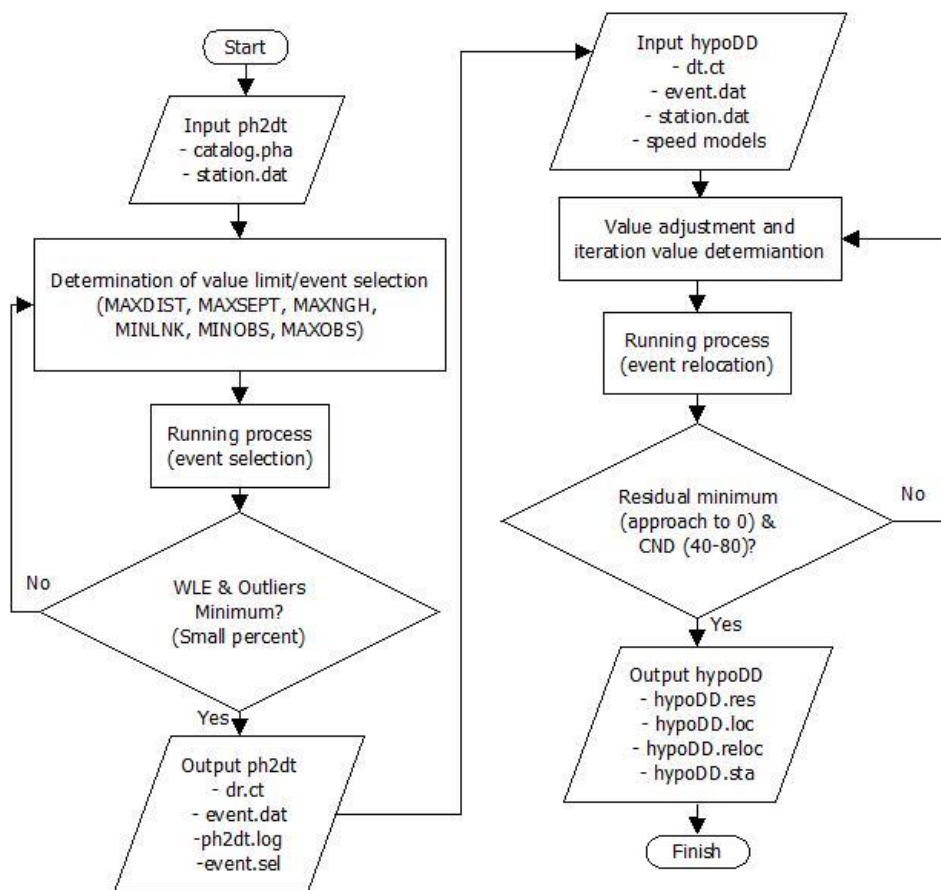 Start
Input ph2dt
- catalog.pha
- station.dat
Determination of value limit/event selection
(MAXDIST, MAXSEPT, MAXNGH,
MINLNK, MINOBS, MAXOBS)
Running process
(event selection)
No
WLE & Outliers
Minimum?
(Small percent)
Yes
Output ph2dt
- dr.ct
- event.dat
-ph2dt.log
-event.sel
Input hypoDD
- dt.ct
- event.dat
- station.dat
- speed models
Value adjustment and
iteration value determiantion
Running process
(event relocation)
Residual minimum
(approach to 0) &
CND (40-80)?
No
Yes
Output hypoDD
- hypoDD.res
- hypoDD.loc
- hypoDD.reloc
- hypoDD.sta
Finish